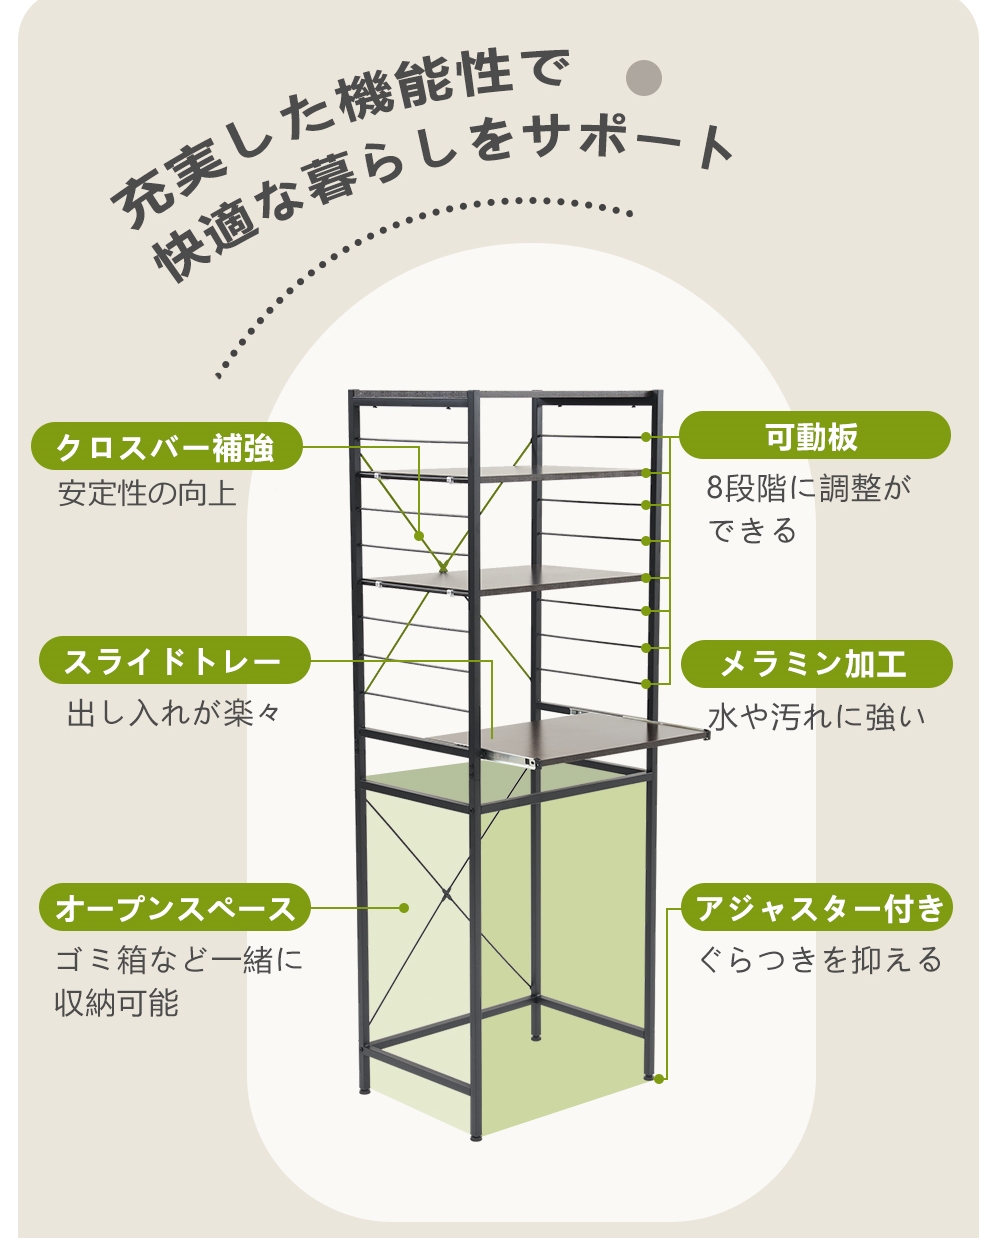 充実した機能性で
快適な暮らしをサポート
クロスバー補強
安定性の向上
可動板
8段階に調整が
できる
スライドトレー
出し入れが楽々
メラミン加工
水や汚れに強い
オープンスペース
ゴミ箱など一緒に
収納可能
アジャスター付き
ぐらつきを抑える